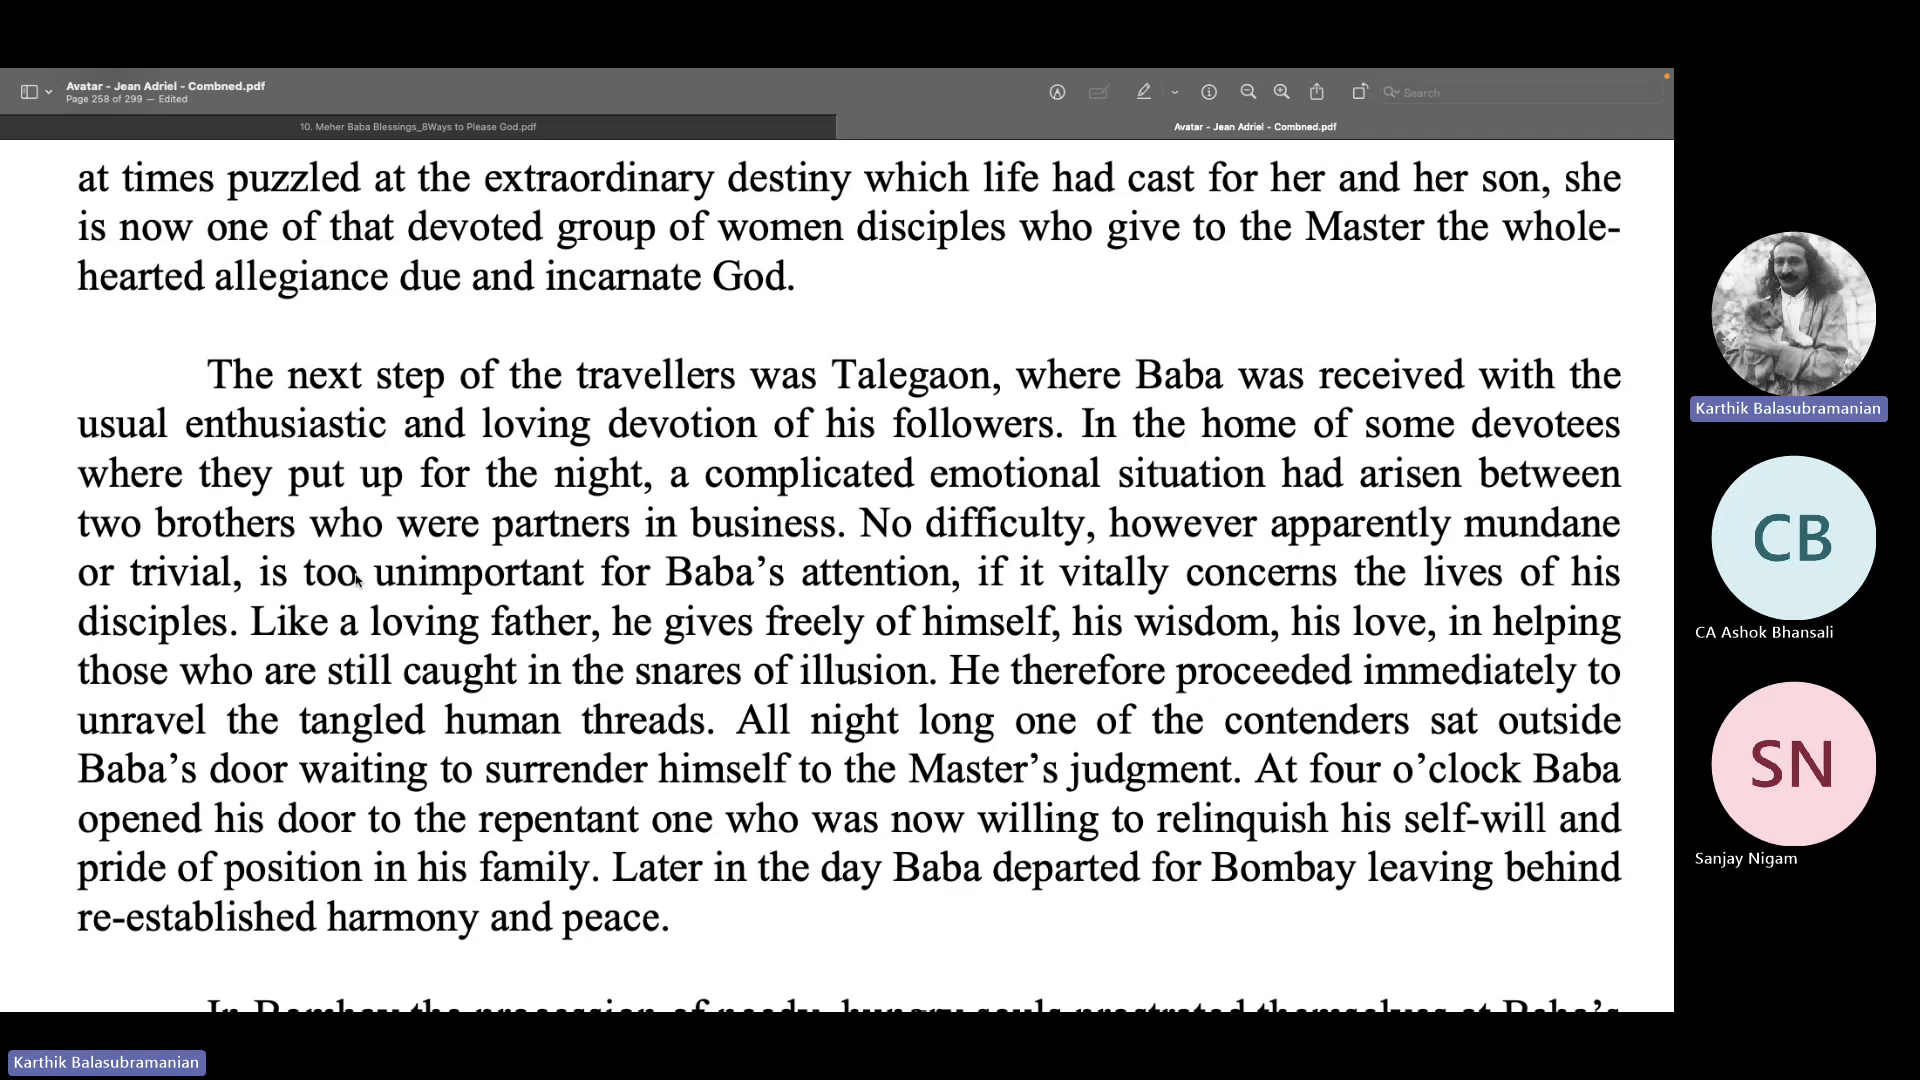 Avatar - Jean Adriel - Combned.pdf
Page 258 of 299 — Edited
Search
10. Meher Baba Blessings_8Ways to Please God.pdf
Avatar - Jean Adriel - Combned.pdf
at times puzzled at the extraordinary destiny which life had cast for her and her son, she
is now one of that devoted group of women disciples who give to the Master the whole-
hearted allegiance due and incarnate God.
The next step of the travellers was Talegaon, where Baba was received with the
usual enthusiastic and loving devotion of his followers. In the home of some devotees
where they put up for the night, a complicated emotional situation had arisen between
two brothers who were partners in business. No difficulty, however apparently mundane
or trivial, is too unimportant for Baba’s attention, if it vitally concerns the lives of his
disciples. Like a loving father, he gives freely of himself, his wisdom, his love, in helping
those who are still caught in the snares of illusion. He therefore proceeded immediately to
unravel the tangled human threads. All night long one of the contenders sat outside
Baba’s door waiting to surrender himself to the Master’s judgment. At four o’clock Baba
opened his door to the repentant one who was now willing to relinquish his self-will and
pride of position in his family. Later in the day Baba departed for Bombay leaving behind
re-established harmony and peace.
In Bombay the procession of needy, hungry souls prostrated themselves at Baba’s
Karthik Balasubramanian
CB
CA Ashok Bhansali
SN
Sanjay Nigam
Karthik Balasubramanian